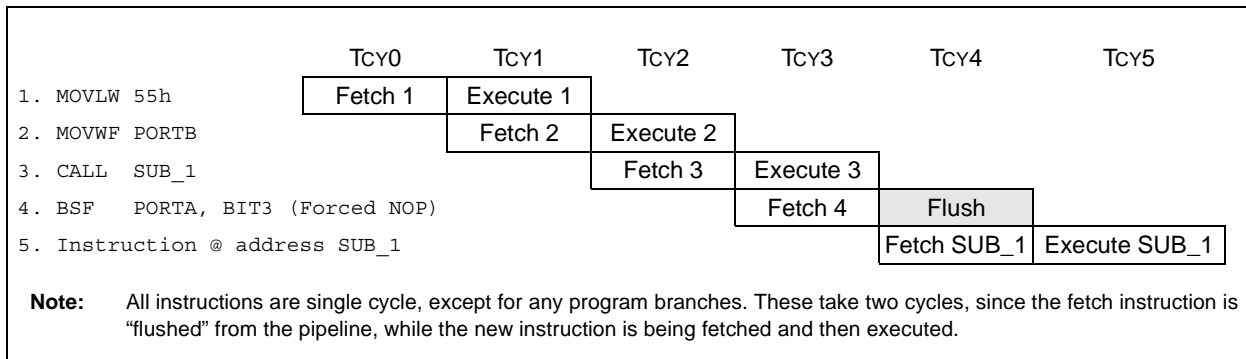 TCY0 TCY1 TCY2 TCY3 TCY4 TCY5
1. MOVLW 55h Fetch 1 Execute 1
2. MOVWF PORTB Fetch 2 Execute 2
3. CALL SUB_1 Fetch 3 Execute 3
4. BSF PORTA, BIT3 (Forced NOP) Fetch 4 Flush
5. Instruction @ address SUB_1 Fetch SUB_1 Execute SUB_1
Note: All instructions are single cycle, except for any program branches. These take two cycles, since the fetch instruction is
“flushed” from the pipeline, while the new instruction is being fetched and then executed.